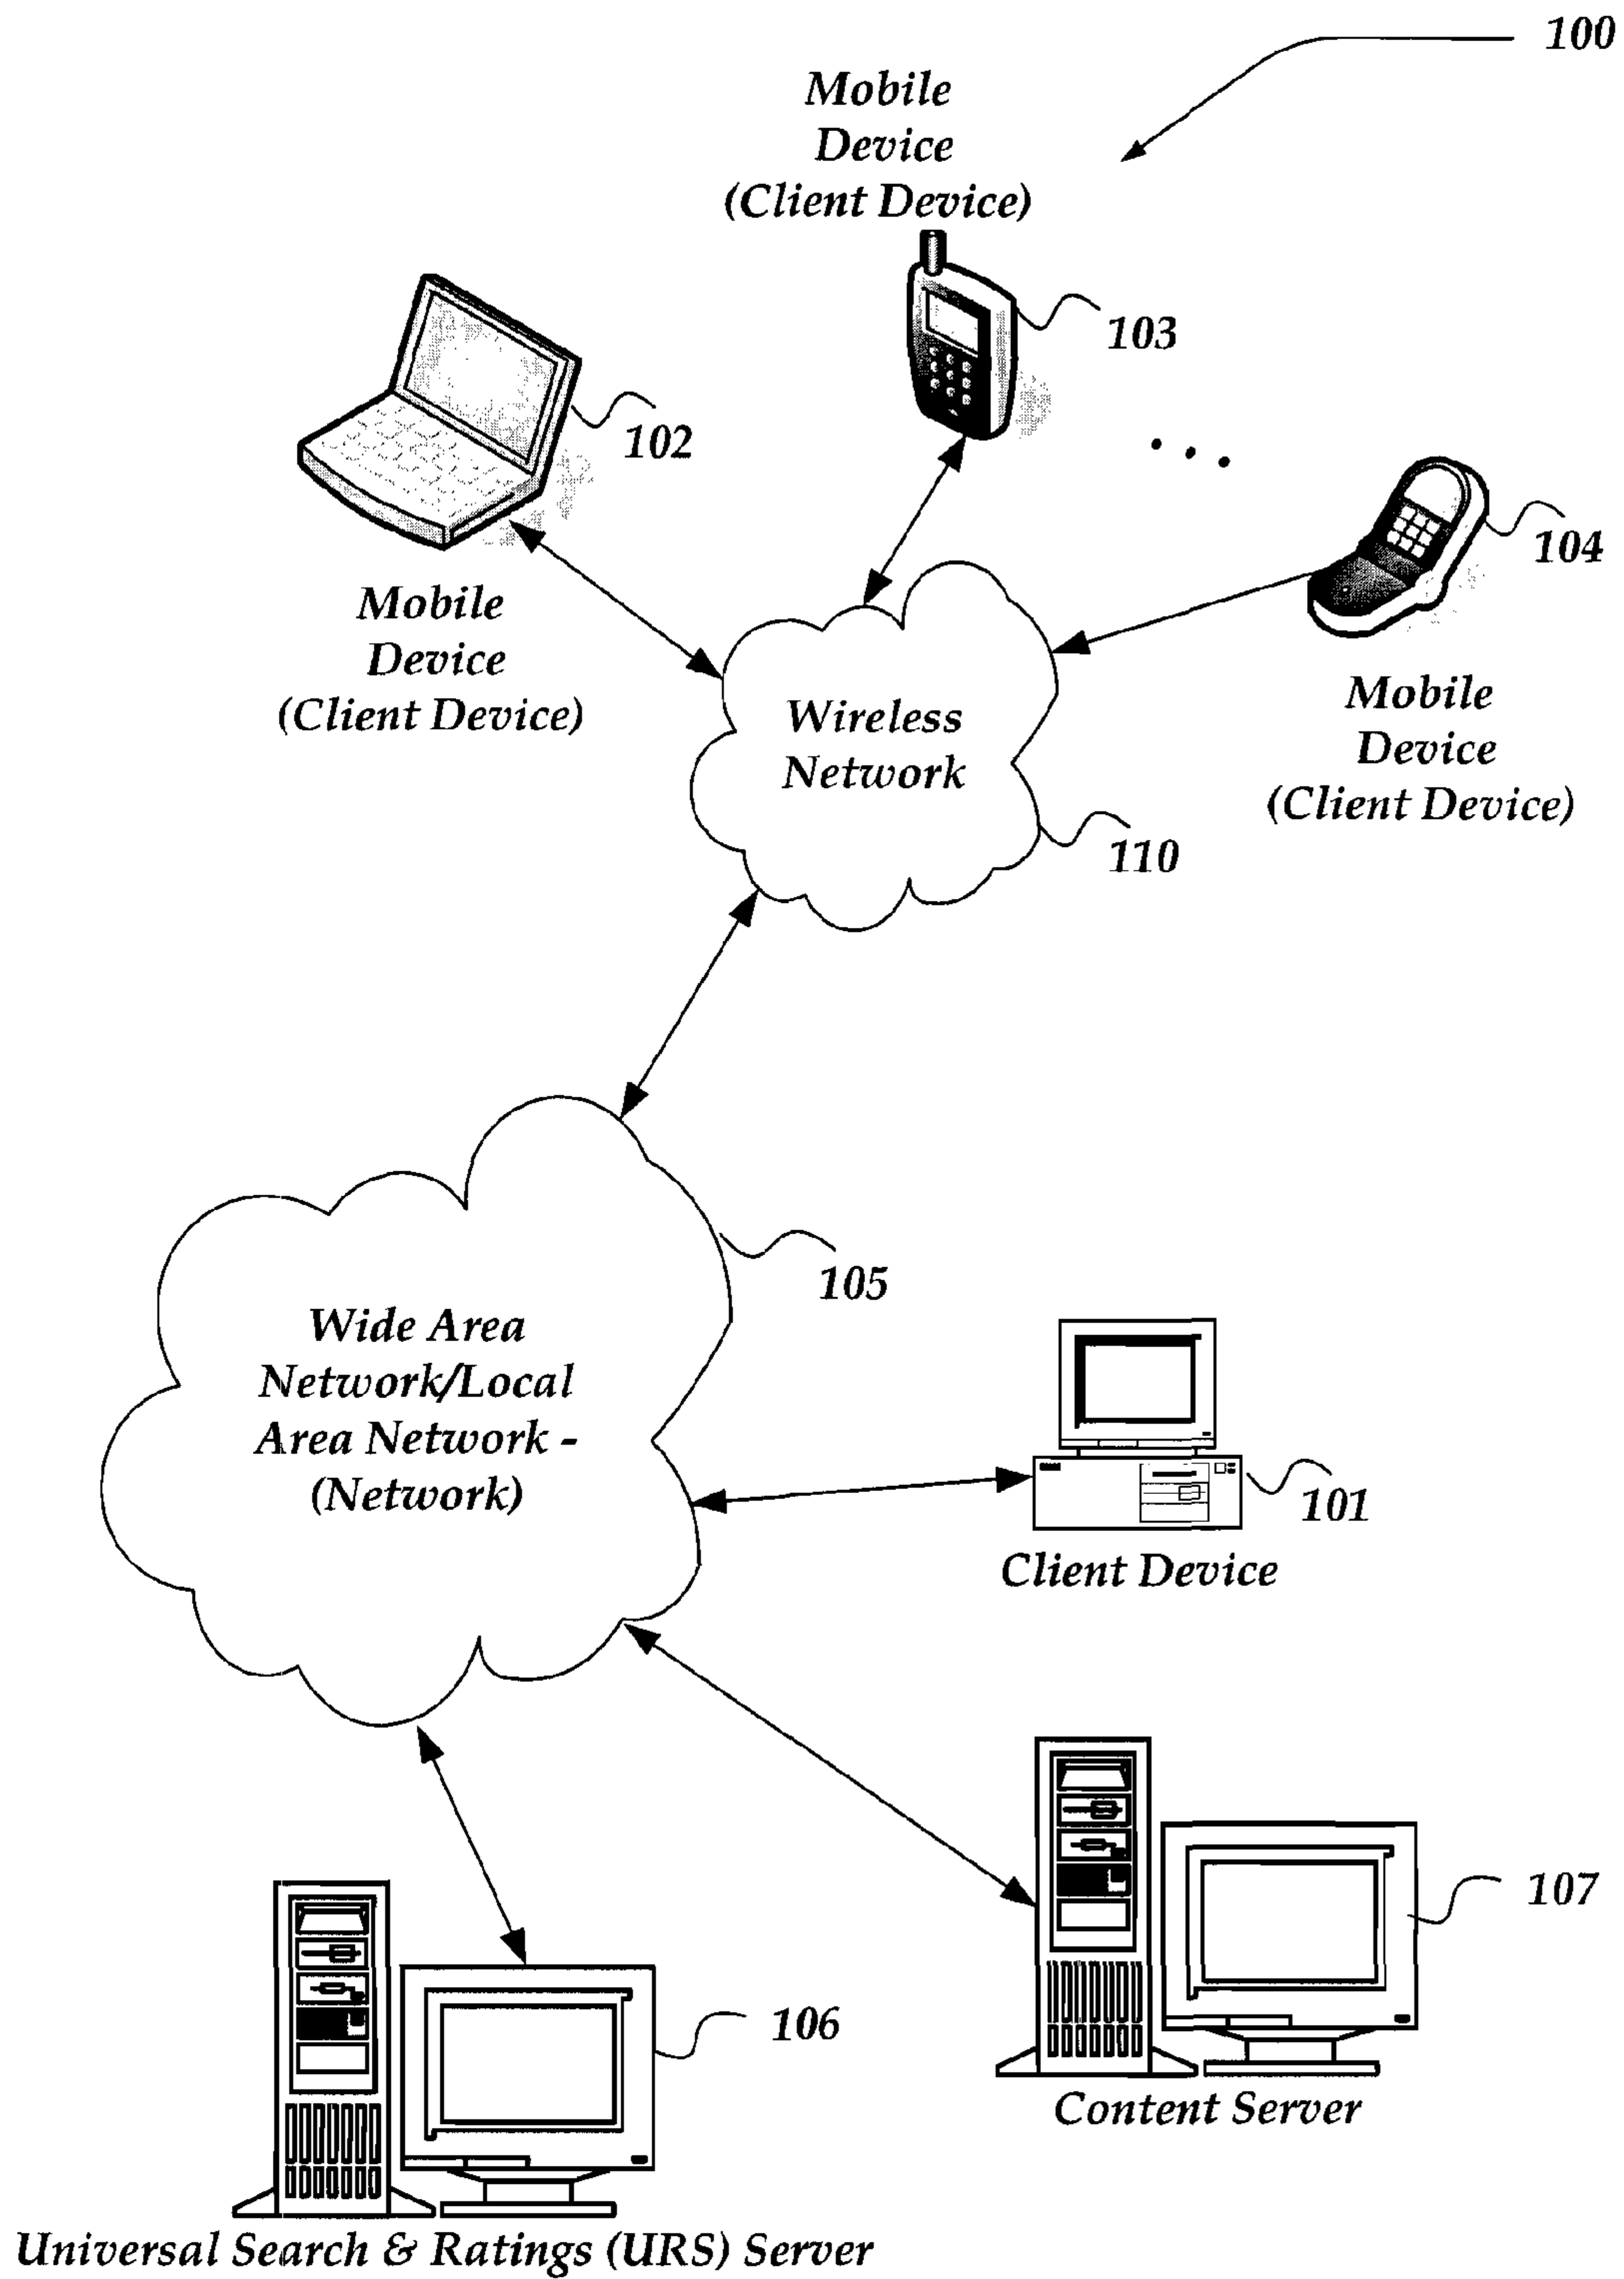 100
Mobile
Device
(Client Device)
103
102
104
Mobile
Device
(Client Device)
Mobile
Device
(Client Device)
Wireless
Network
110
105
Wide Area
Network/Local
Area Network -
(Network)
101
Client Device
107
Content Server
106
Universal Search & Ratings (URS) Server